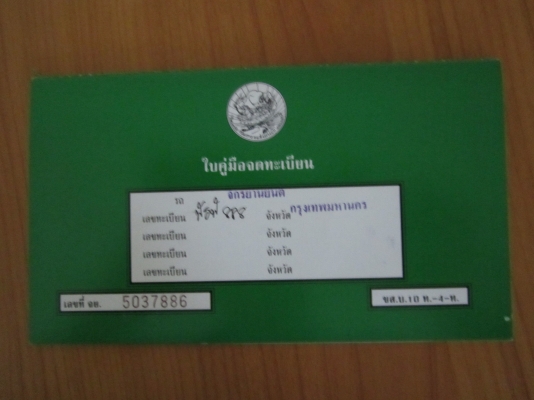 ใบคู่มือจดทะเบียน
รถ จักรยานยนต์
เลขทะเบียน จังหวัด กรุงเทพมหานคร
เลขทะเบียน จังหวัด
เลขทะเบียน จังหวัด
เลขทะเบียน จังหวัด
เลขที่ จย. 5037886
ขส.บ.10 ท.-4-ท.